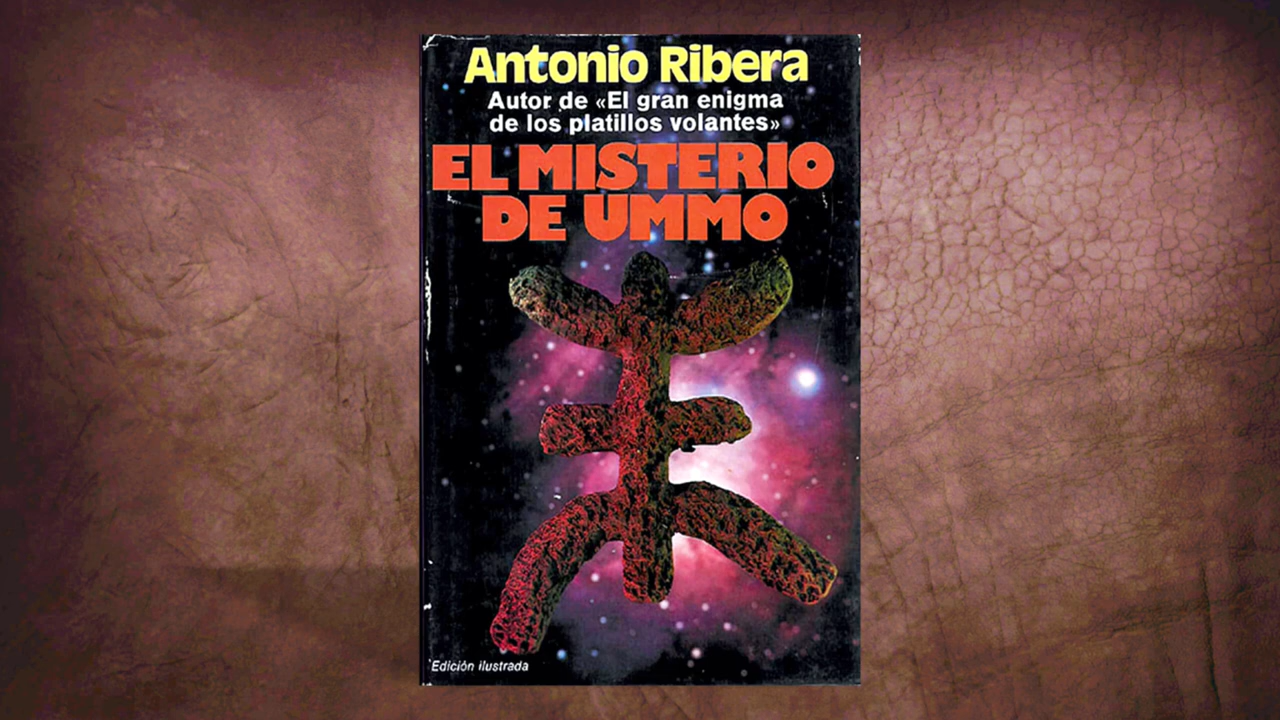 Antonio Ribera
Autor de «El gran enigma
de los platillos volantes»
EL MISTERIO
DE UMMO
Edición ilustrada